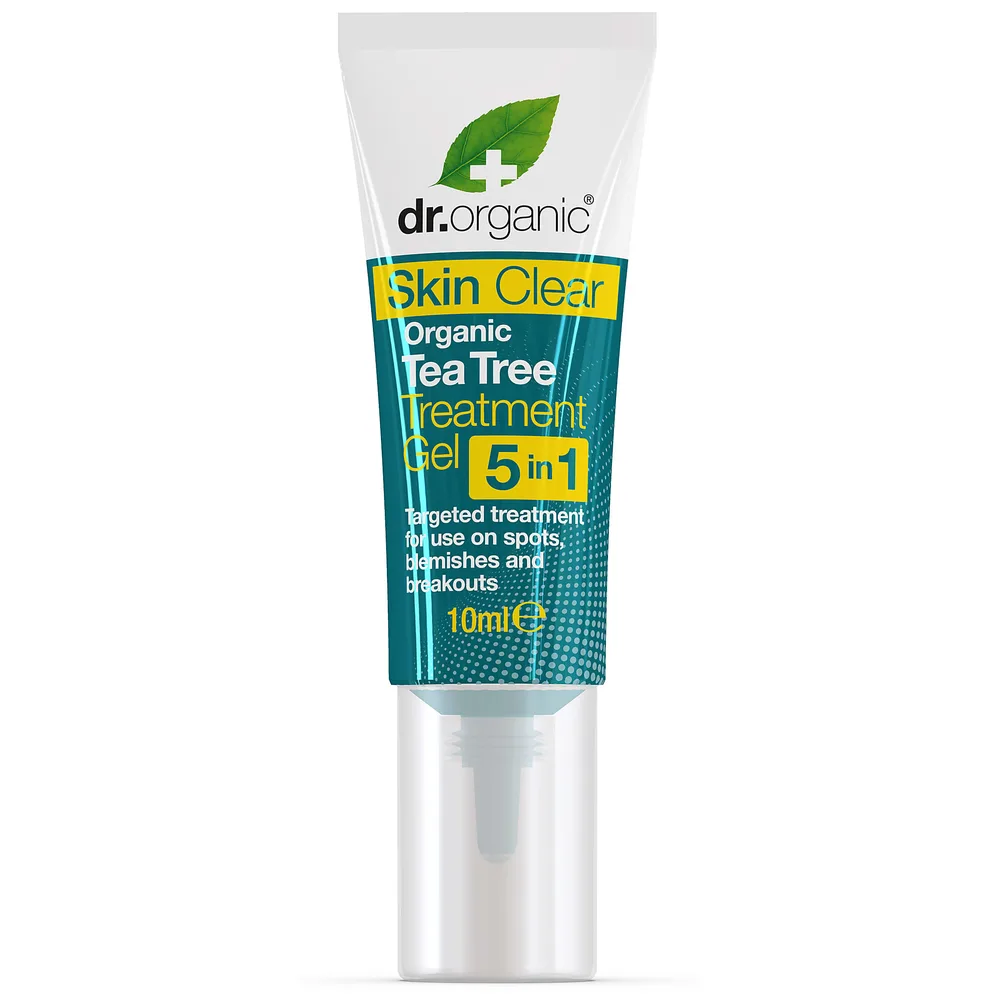 dr.organic®
Skin Clear
Organic
Tea Tree
Treatment
Gel 5 in 1
Targeted treatment
for use on spots,
blemishes and
breakouts
10ml ℮